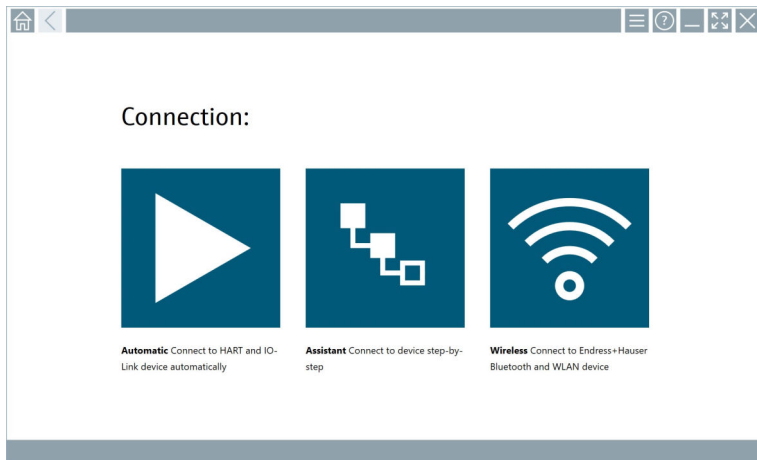 Connection:
Automatic Connect to HART and IO-
Link device automatically
Assistant Connect to device step-by-
step
Wireless Connect to Endress+Hauser
Bluetooth and WLAN device